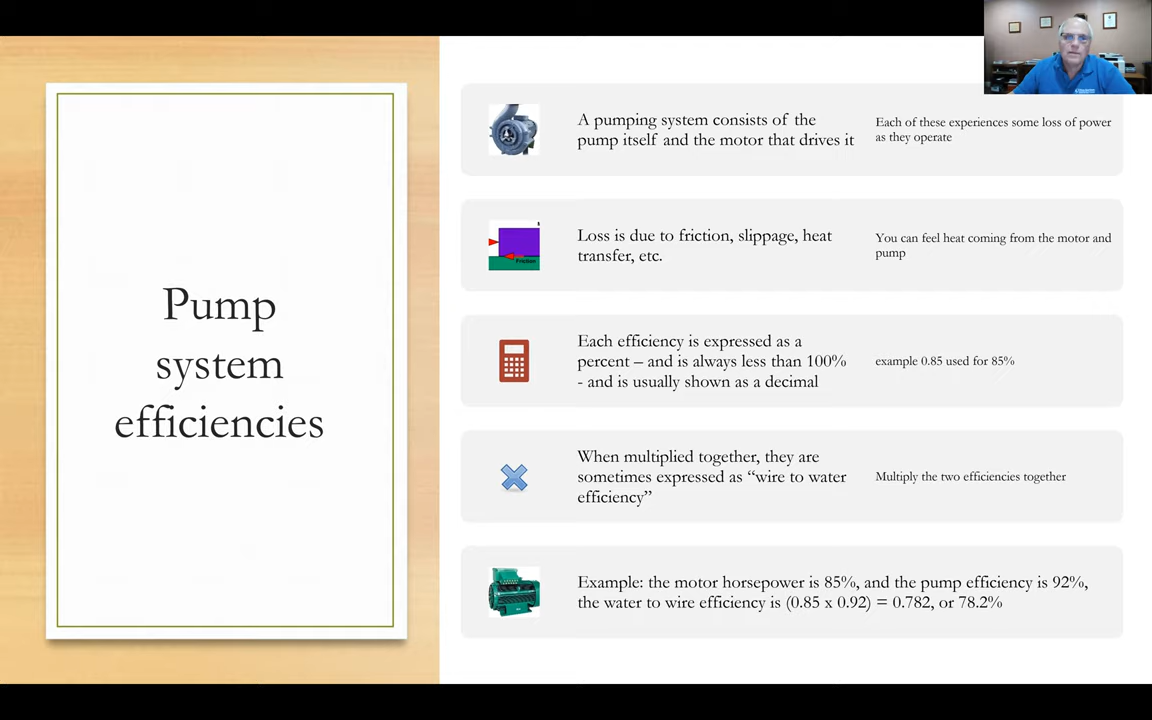 Pump
system
efficiencies
A pumping system consists of the
pump itself and the motor that drives it
Each of these experiences some loss of power
as they operate
Loss is due to friction, slippage, heat
transfer, etc.
You can feel heat coming from the motor and
pump
Friction
Each efficiency is expressed as a
percent – and is always less than 100%
- and is usually shown as a decimal
example 0.85 used for 85%
When multiplied together, they are
sometimes expressed as “wire to water
efficiency”
Multiply the two efficiencies together
Example: the motor horsepower is 85%, and the pump efficiency is 92%,
the water to wire efficiency is (0.85 x 0.92) = 0.782, or 78.2%